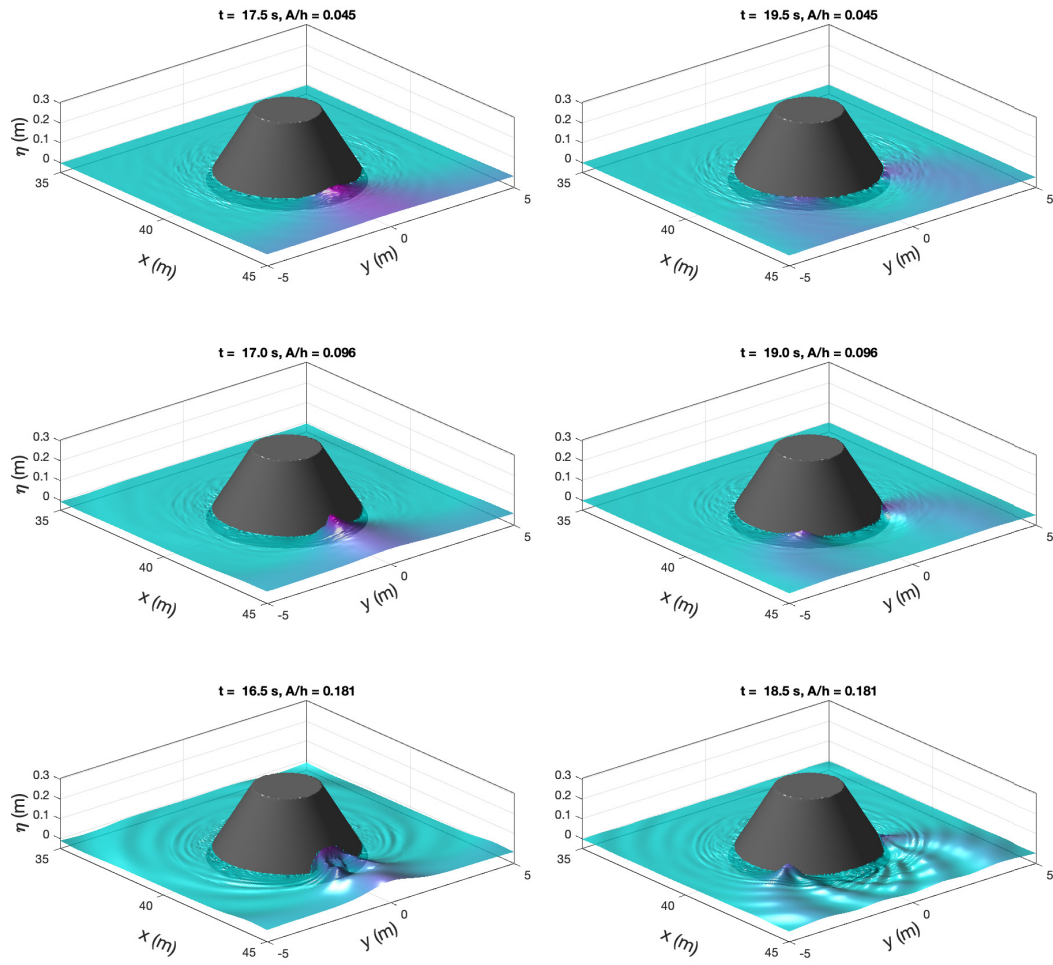 t = 17.5 s, A/h = 0.045
0.3
0.2
0.1
0
η (m)
35
40
45
x (m)
-5
0
5
y (m)
t = 19.5 s, A/h = 0.045
0.3
0.2
0.1
0
35
40
45
x (m)
-5
0
5
y (m)
t = 17.0 s, A/h = 0.096
0.3
0.2
0.1
0
η (m)
35
40
45
x (m)
-5
0
5
y (m)
t = 19.0 s, A/h = 0.096
0.3
0.2
0.1
0
35
40
45
x (m)
-5
0
5
y (m)
t = 16.5 s, A/h = 0.181
0.3
0.2
0.1
0
η (m)
35
40
45
x (m)
-5
0
5
y (m)
t = 18.5 s, A/h = 0.181
0.3
0.2
0.1
0
35
40
45
x (m)
-5
0
5
y (m)